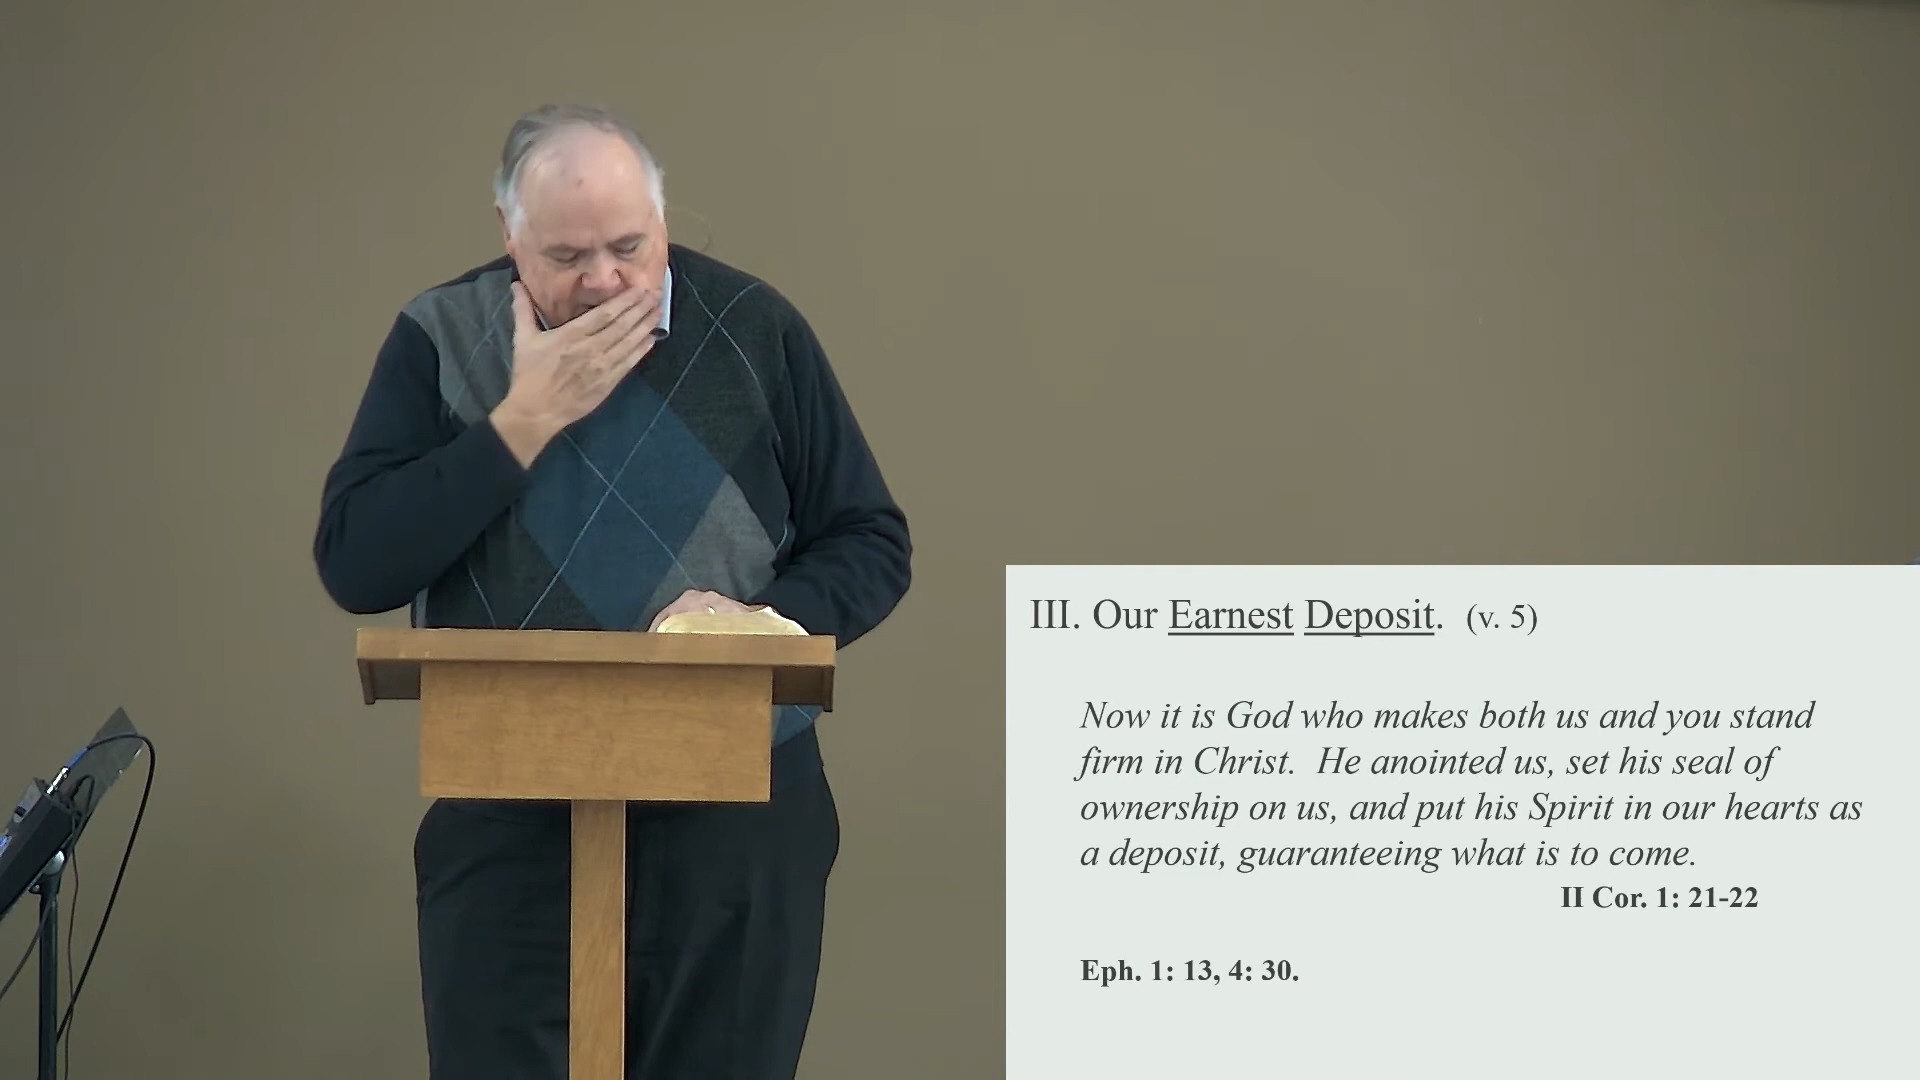 III. Our Earnest Deposit. (v. 5)
Now it is God who makes both us and you stand
firm in Christ. He anointed us, set his seal of
ownership on us, and put his Spirit in our hearts as
a deposit, guaranteeing what is to come.
II Cor. 1: 21-22
Eph. 1: 13, 4: 30.